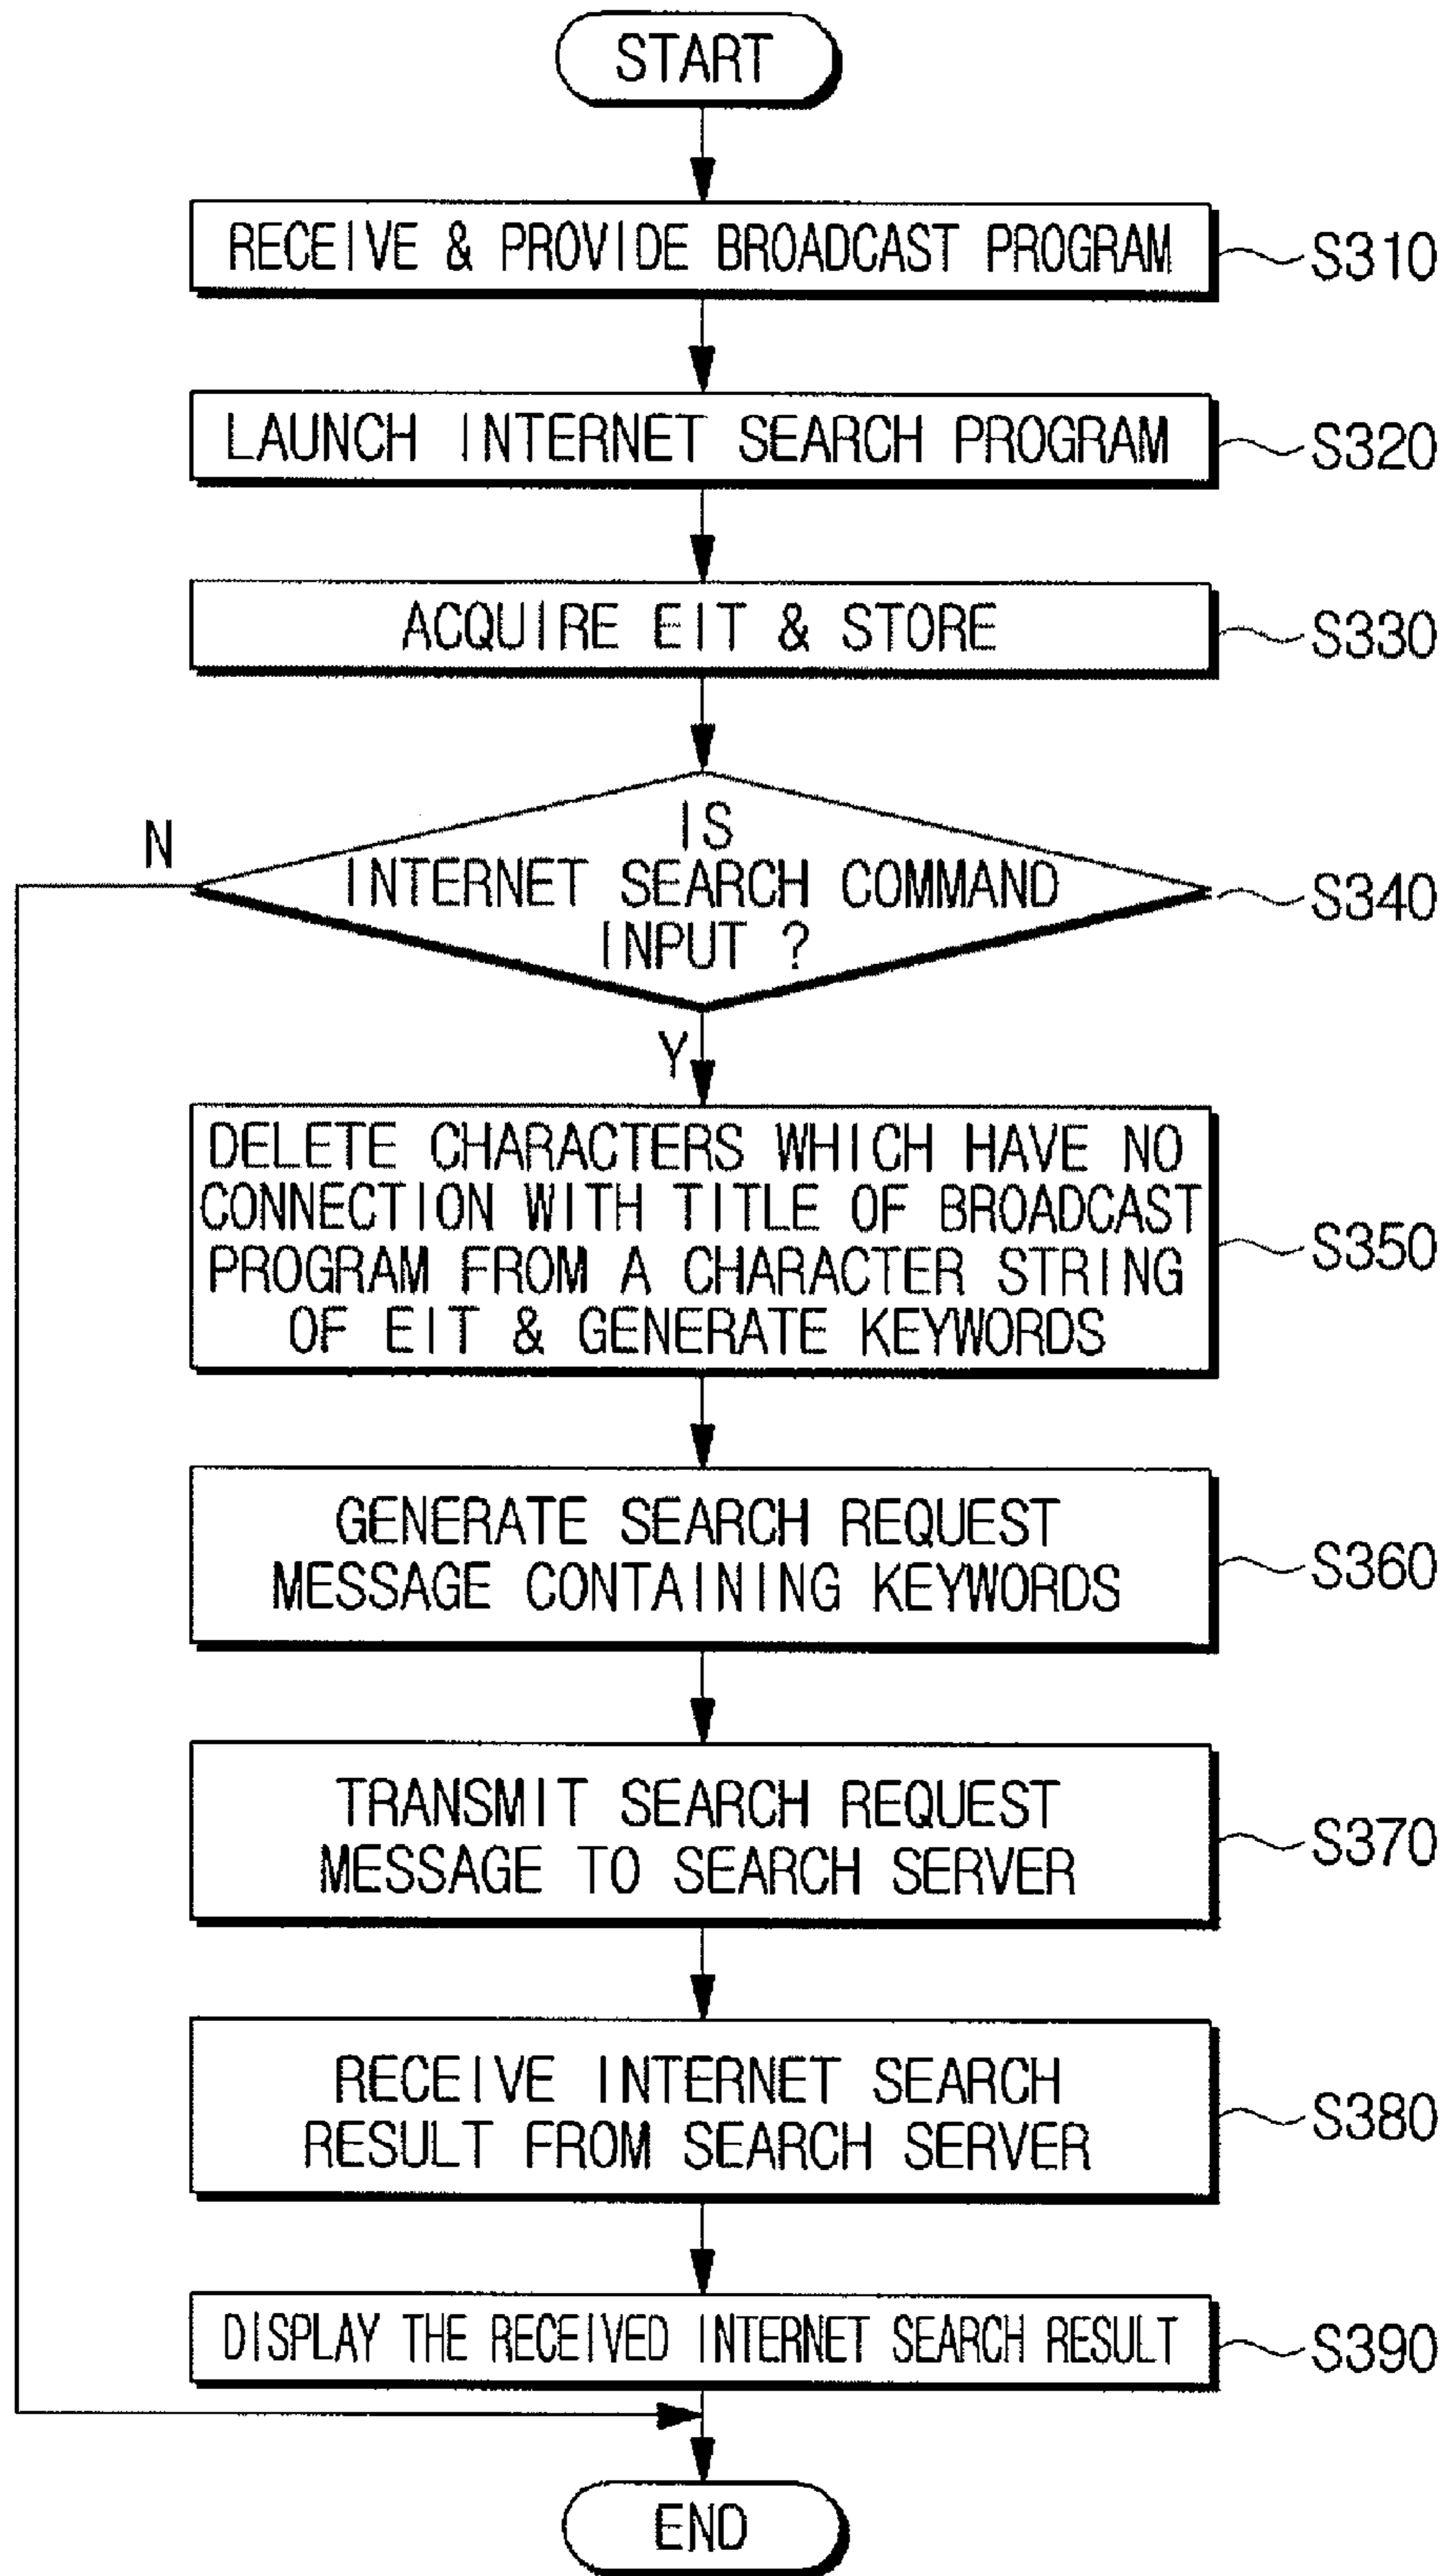 START
RECEIVE & PROVIDE BROADCAST PROGRAM
S310
LAUNCH INTERNET SEARCH PROGRAM
S320
ACQUIRE EIT & STORE
S330
IS
INTERNET SEARCH COMMAND
INPUT ?
S340
N
Y
DELETE CHARACTERS WHICH HAVE NO
CONNECTION WITH TITLE OF BROADCAST
PROGRAM FROM A CHARACTER STRING
OF EIT & GENERATE KEYWORDS
S350
GENERATE SEARCH REQUEST
MESSAGE CONTAINING KEYWORDS
S360
TRANSMIT SEARCH REQUEST
MESSAGE TO SEARCH SERVER
S370
RECEIVE INTERNET SEARCH
RESULT FROM SEARCH SERVER
S380
DISPLAY THE RECEIVED INTERNET SEARCH RESULT
S390
END